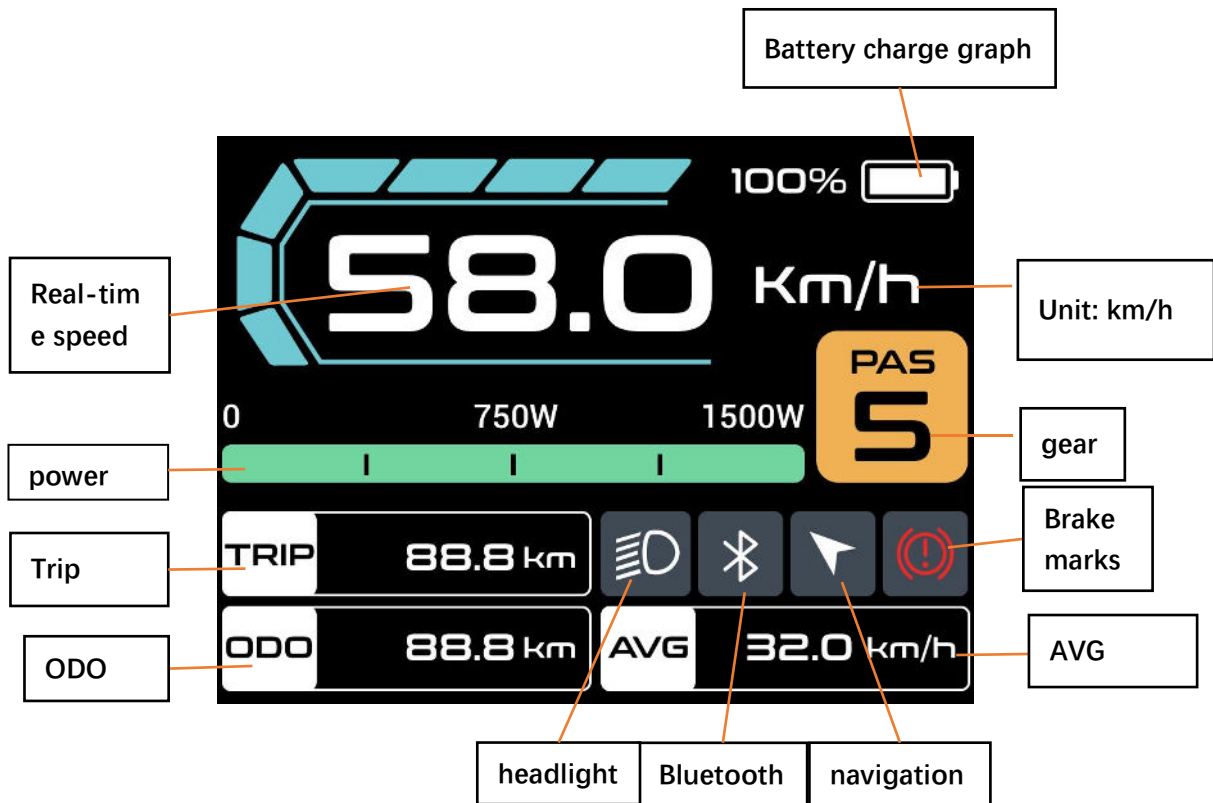 Battery charge graph
100%
58.0
Km/h
Real-tim
e speed
Unit: km/h
PAS
5
0
750W
1500W
gear
power
Brake
marks
TRIP
88.8 km
Trip
ODO
88.8 km
AVG
32.0 km/h
AVG
ODO
headlight
Bluetooth
navigation